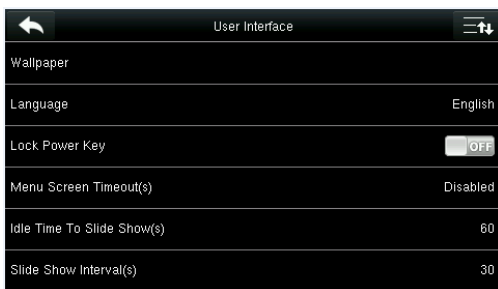 User Interface
Wallpaper
Language English
Lock Power Key OFF
Menu Screen Timeout(s) Disabled
Idle Time To Slide Show(s) 60
Slide Show Interval(s) 30